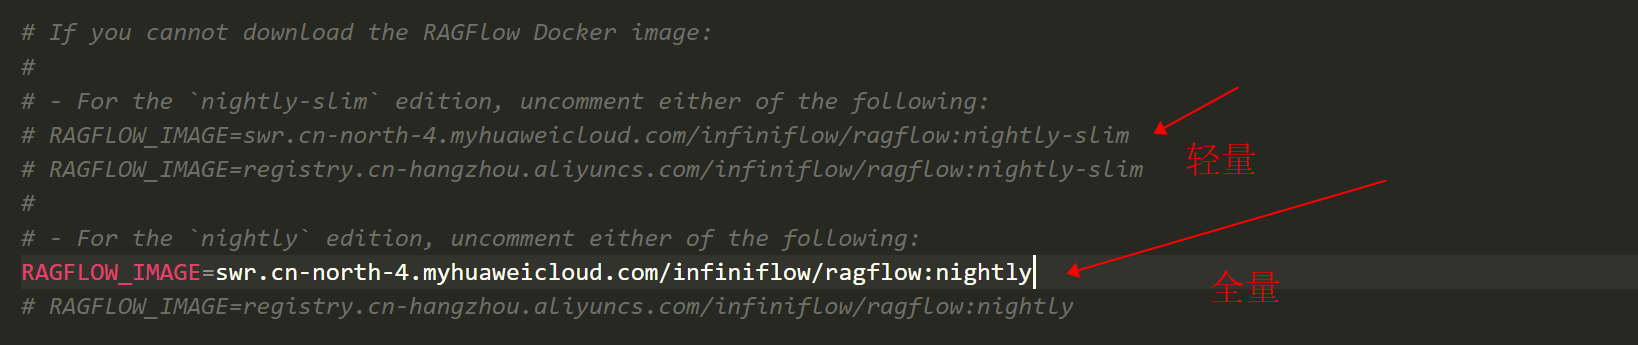 # If you cannot download the RAGFlow Docker image:
#
# - For the `nightly-slim` edition, uncomment either of the following:
# RAGFLOW_IMAGE=swr.cn-north-4.myhuaweicloud.com/infiniflow/ragflow:nightly-slim
# RAGFLOW_IMAGE=registry.cn-hangzhou.aliyuncs.com/infiniflow/ragflow:nightly-slim
轻量
#
# - For the `nightly` edition, uncomment either of the following:
RAGFLOW_IMAGE=swr.cn-north-4.myhuaweicloud.com/infiniflow/ragflow:nightly
全量
# RAGFLOW_IMAGE=registry.cn-hangzhou.aliyuncs.com/infiniflow/ragflow:nightly